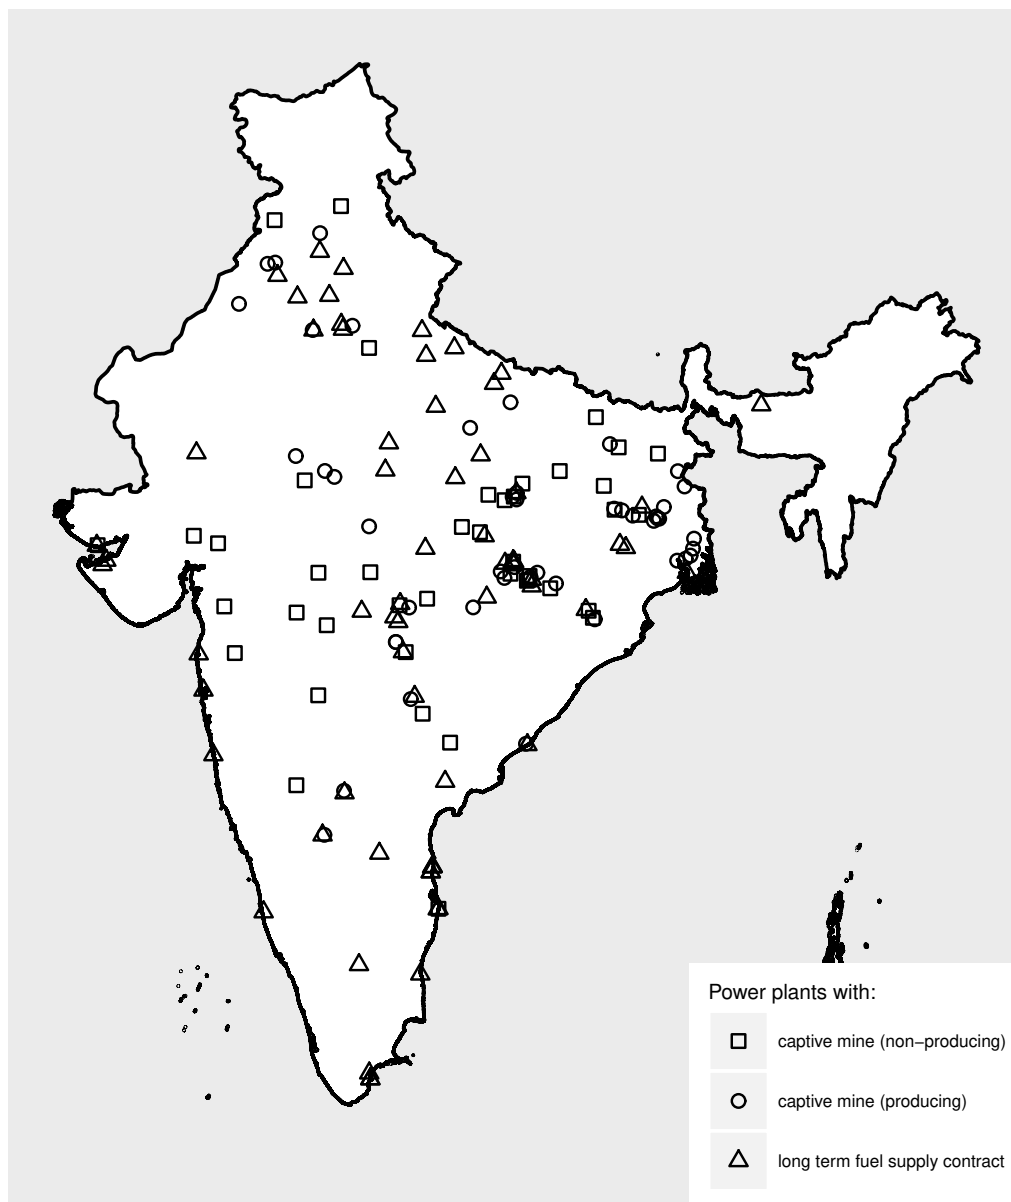 Power plants with:
captive mine (non−producing)
captive mine (producing)
long term fuel supply contract